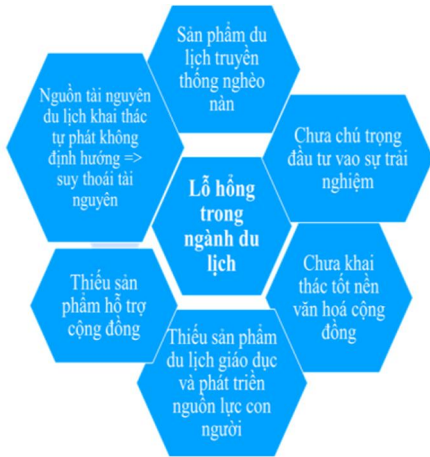 Sản phẩm du
lịch truyền
thống nghèo
nàn
Nguồn tài nguyên
du lịch khai thác
tự phát không
định hướng =>
suy thoái tài
nguyên
Chưa chú trọng
đầu tư vao sự trải
nghiệm
Lỗ hổng
trong
ngành du
lịch
Chưa khai
thác tốt nền
văn hoá cộng
đồng
Thiếu sản
phẩm hỗ trợ
cộng đồng
Thiếu sản phẩm
du lịch giáo dục
và phát triển
nguồn lực con
người